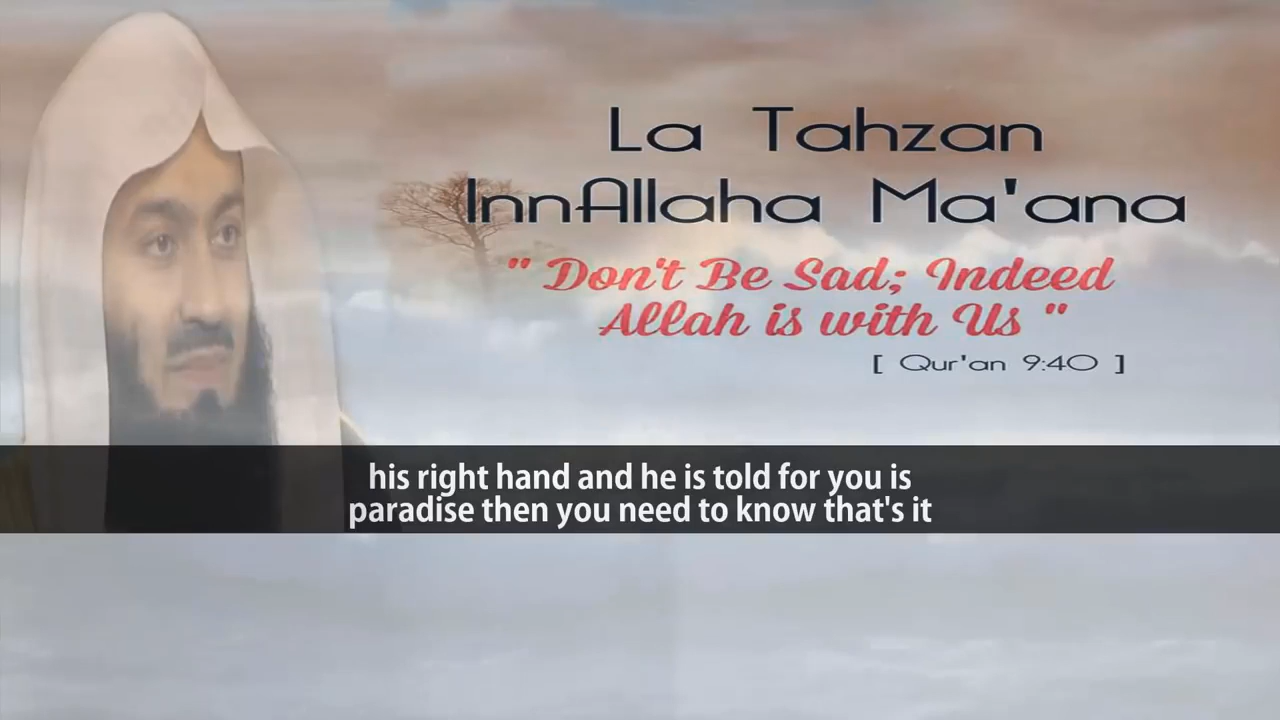 La Tahzan
InnAllaha Ma'ana
" Don't Be Sad; Indeed
Allah is with Us "
[ Qur'an 9:40 ]
his right hand and he is told for you is
paradise then you need to know that's it